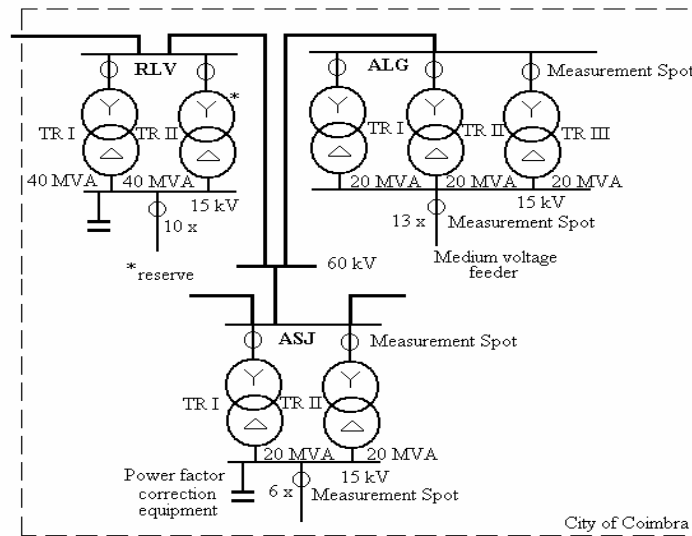 RLV
ALG
Measurement Spot
*
TR I
TR II
TR I
TR II
TR III
40 MVA
40 MVA
20 MVA
20 MVA
20 MVA
15 kV
15 kV
10 x
13 x
Measurement Spot
*reserve
60 kV
Medium voltage
feeder
ASJ
Measurement Spot
TR I
TR II
20 MVA
20 MVA
15 kV
Power factor
correction
equipment
6 x
Measurement Spot
City of Coimbra